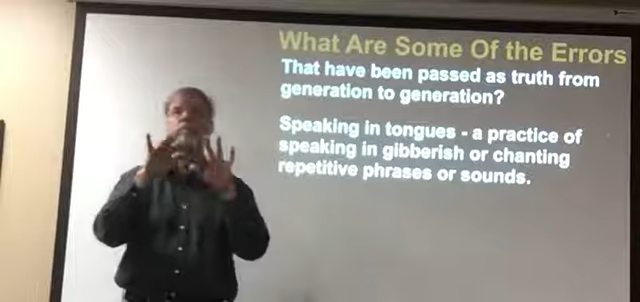 What Are Some Of the Errors
That have been passed as truth from
generation to generation?
Speaking in tongues - a practice of
speaking in gibberish or chanting
repetitive phrases or sounds.